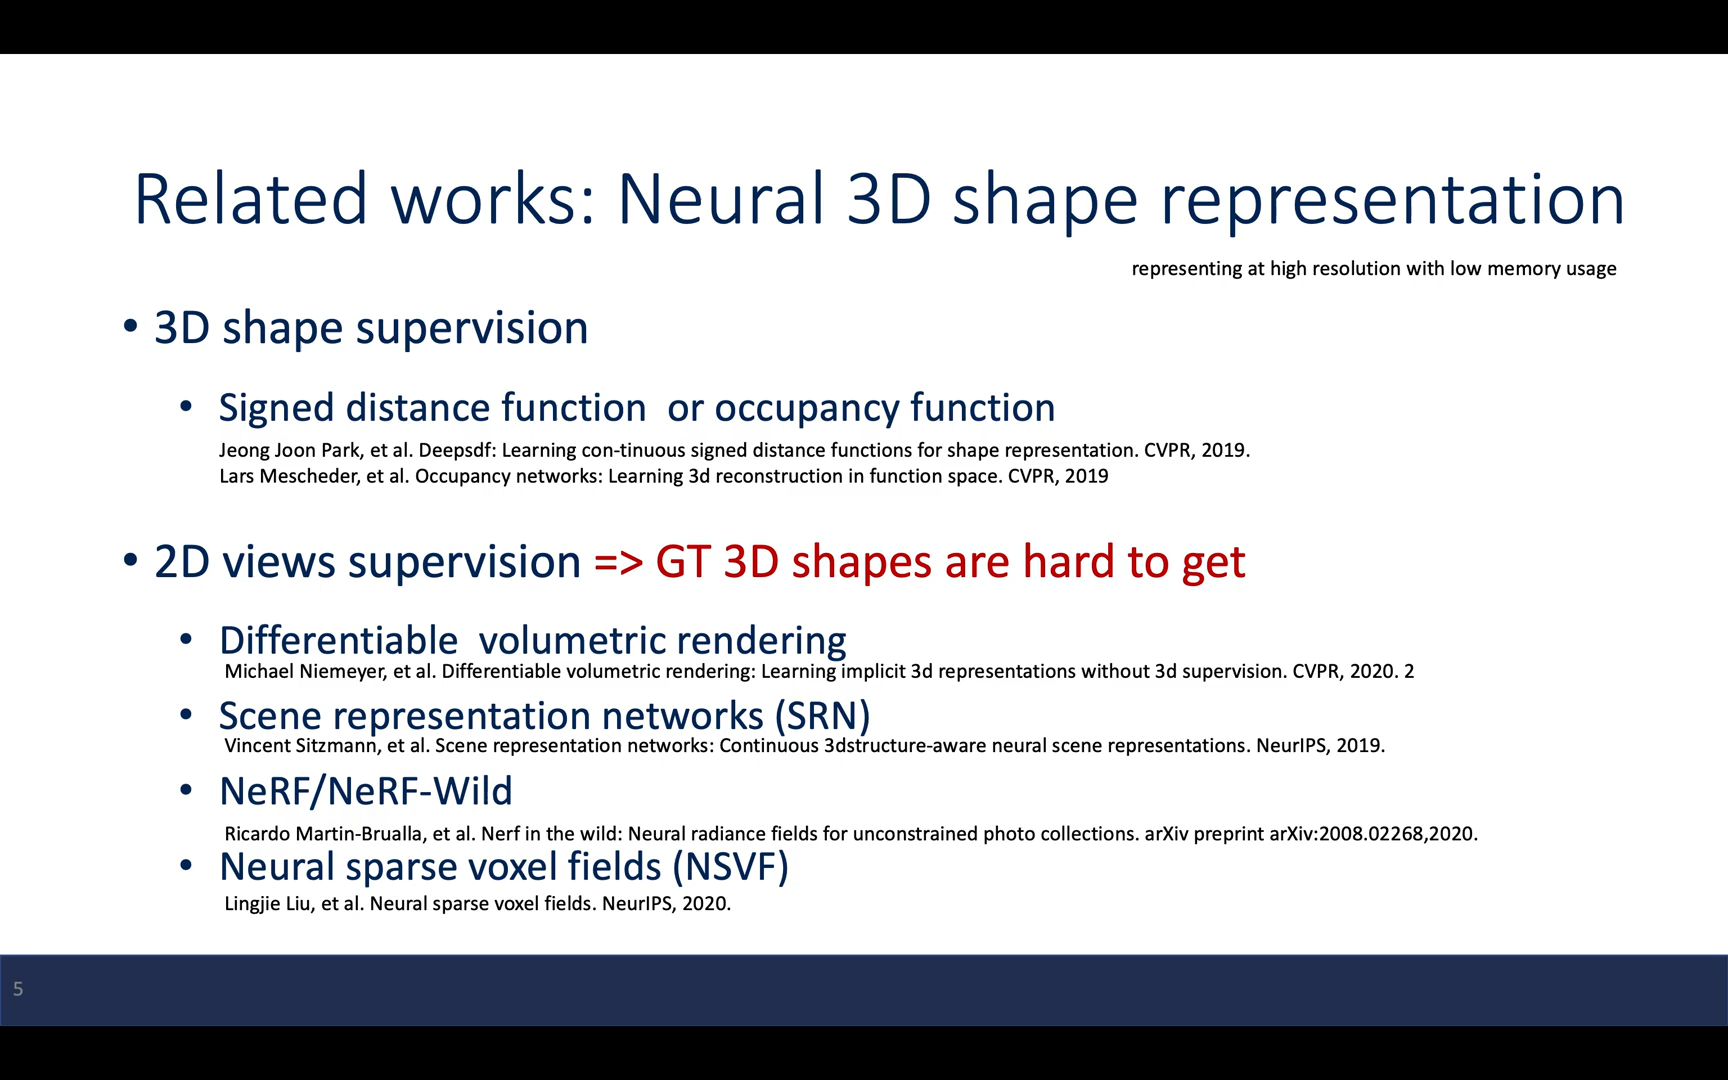 Related works: Neural 3D shape representation
representing at high resolution with low memory usage
• 3D shape supervision
• Signed distance function or occupancy function
Jeong Joon Park, et al. Deepsdf: Learning con-tinuous signed distance functions for shape representation. CVPR, 2019.
Lars Mescheder, et al. Occupancy networks: Learning 3d reconstruction in function space. CVPR, 2019
• 2D views supervision => GT 3D shapes are hard to get
• Differentiable volumetric rendering
Michael Niemeyer, et al. Differentiable volumetric rendering: Learning implicit 3d representations without 3d supervision. CVPR, 2020. 2
• Scene representation networks (SRN)
Vincent Sitzmann, et al. Scene representation networks: Continuous 3dstructure-aware neural scene representations. NeurIPS, 2019.
• NeRF/NeRF-Wild
Ricardo Martin-Brualla, et al. Nerf in the wild: Neural radiance fields for unconstrained photo collections. arXiv preprint arXiv:2008.02268,2020.
• Neural sparse voxel fields (NSVF)
Lingjie Liu, et al. Neural sparse voxel fields. NeurIPS, 2020.
5